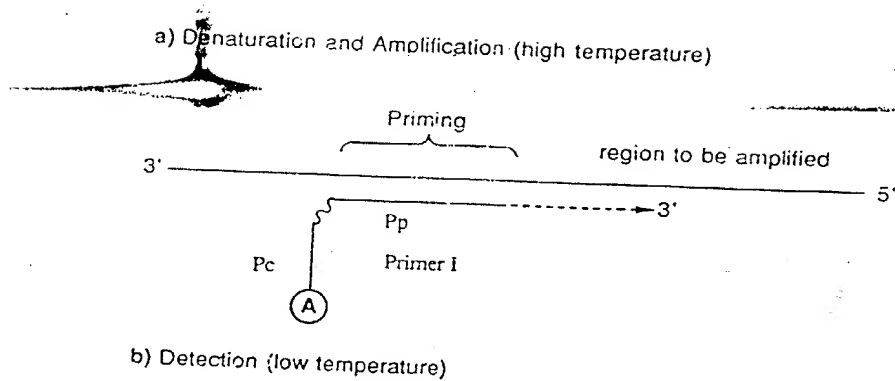 a) Denaturation and Amplification (high temperature)
Priming
region to be amplified
3'
5'
3'
Pp
Pc
Primer I
A
b) Detection (low temperature)